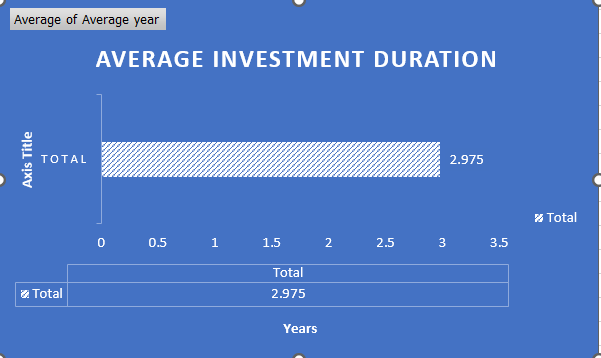 Average of Average year
AVERAGE INVESTMENT DURATION
Axis Title
TOTAL
2.975
Total
0 0.5 1 1.5 2 2.5 3 3.5
Total
Total 2.975
Years